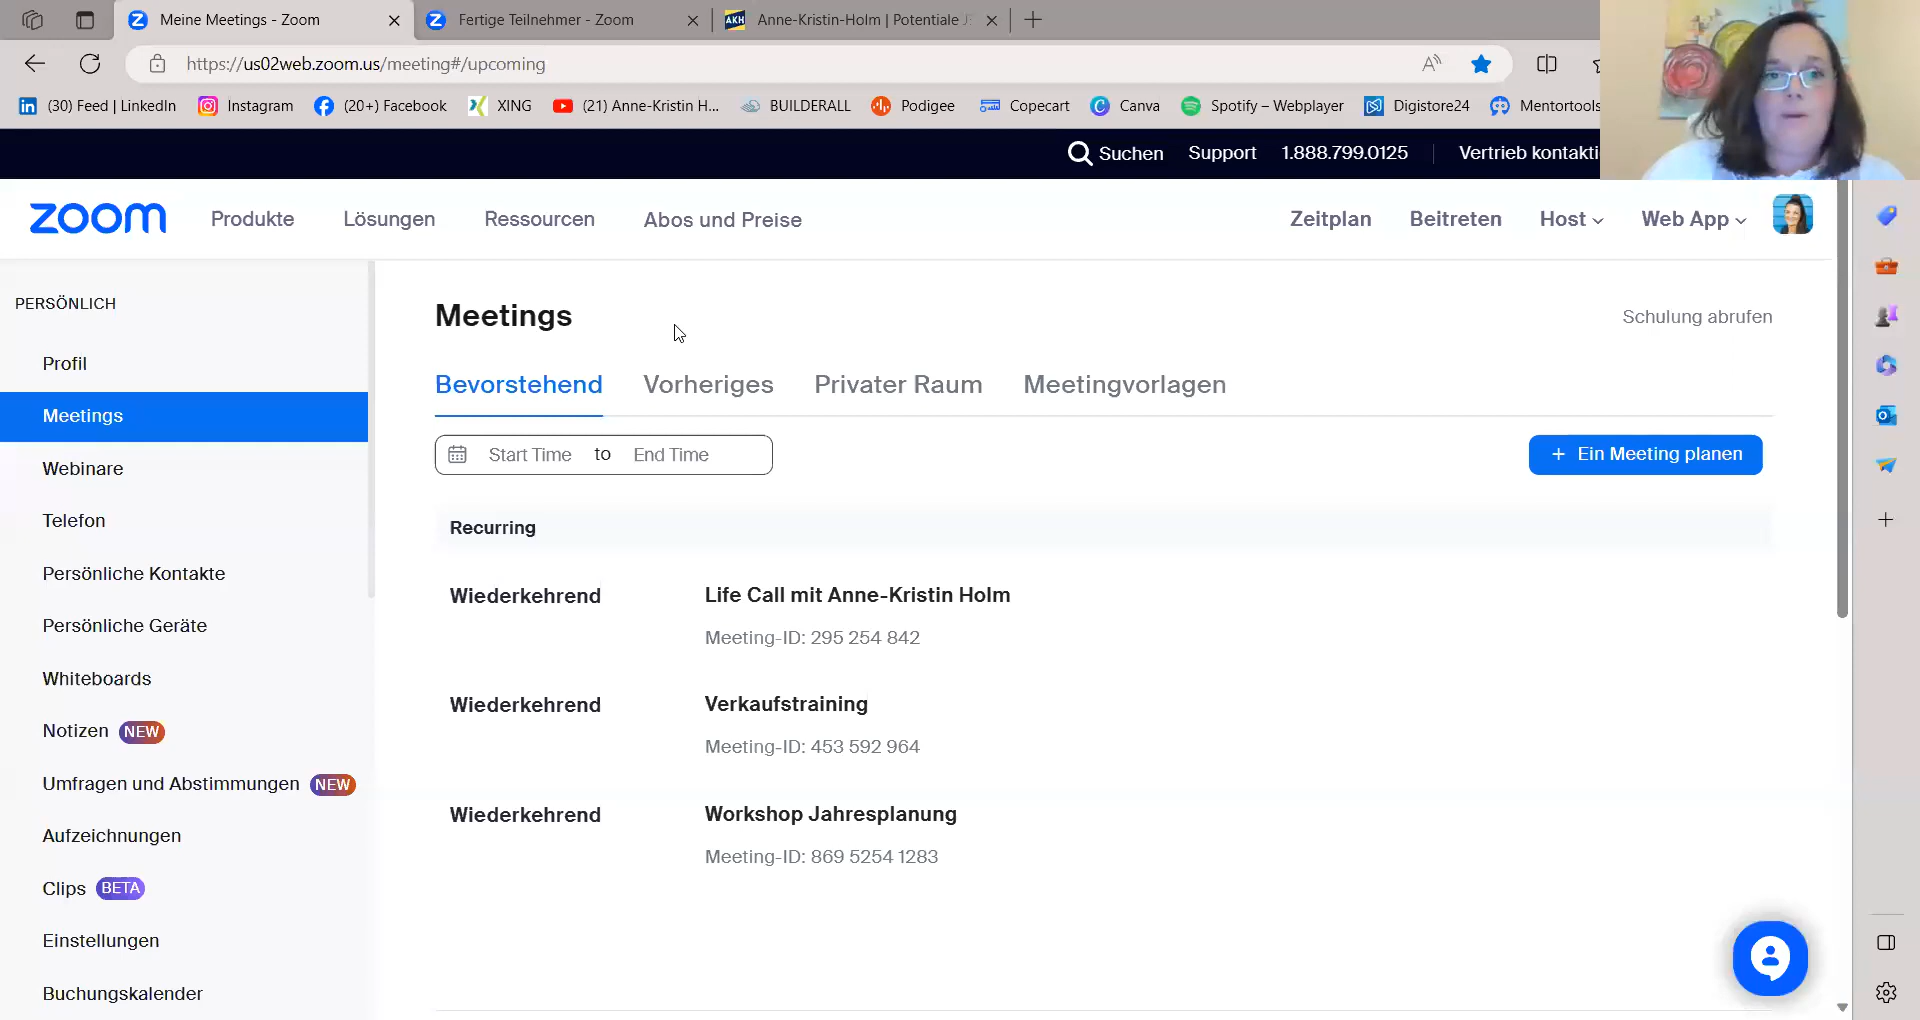 Meine Meetings - Zoom
Fertige Teilnehmer - Zoom
Anne-Kristin-Holm | Potentiale
https://us02web.zoom.us/meeting#/upcoming
(30) Feed | LinkedIn
Instagram
(20+) Facebook
XING
(21) Anne-Kristin H...
BUILDERALL
Podigee
Copecart
Canva
Spotify – Webplayer
Digistore24
Mentortools
Suchen
Support
1.888.799.0125
Vertrieb kontakti
zoom
Produkte
Lösungen
Ressourcen
Abos und Preise
Zeitplan
Beitreten
Host
Web App
PERSÖNLICH
Profil
Meetings
Webinare
Telefon
Persönliche Kontakte
Persönliche Geräte
Whiteboards
Notizen NEW
Umfragen und Abstimmungen NEW
Aufzeichnungen
Clips BETA
Einstellungen
Buchungskalender
Meetings
Schulung abrufen
Bevorstehend
Vorheriges
Privater Raum
Meetingvorlagen
Start Time to End Time
+ Ein Meeting planen
Recurring
Wiederkehrend
Life Call mit Anne-Kristin Holm
Meeting-ID: 295 254 842
Wiederkehrend
Verkaufstraining
Meeting-ID: 453 592 964
Wiederkehrend
Workshop Jahresplanung
Meeting-ID: 869 5254 1283